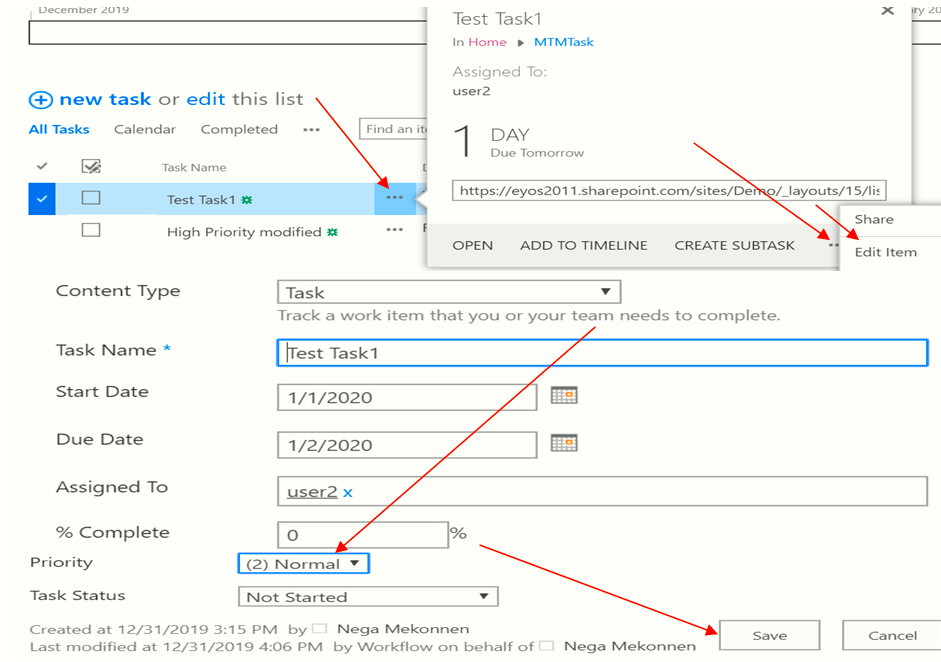 December 2019
ry 20
Test Task1
In Home ▸ MTMTask
Assigned To:
user2
1 DAY
Due Tomorrow
https://eyos2011.sharepoint.com/sites/Demo/_layouts/15/lis
OPEN ADD TO TIMELINE CREATE SUBTASK ...
Share
Edit Item
new task or edit this list
All Tasks Calendar Completed ... Find an ite
Task Name D
Test Task1 ...
High Priority modified ... F
Content Type Task
Track a work item that you or your team needs to complete.
Task Name * Test Task1
Start Date 1/1/2020
Due Date 1/2/2020
Assigned To user2 x
% Complete 0 %
Priority (2) Normal
Task Status Not Started
Created at 12/31/2019 3:15 PM by Nega Mekonnen
Last modified at 12/31/2019 4:06 PM by Workflow on behalf of Nega Mekonnen
Save Cancel